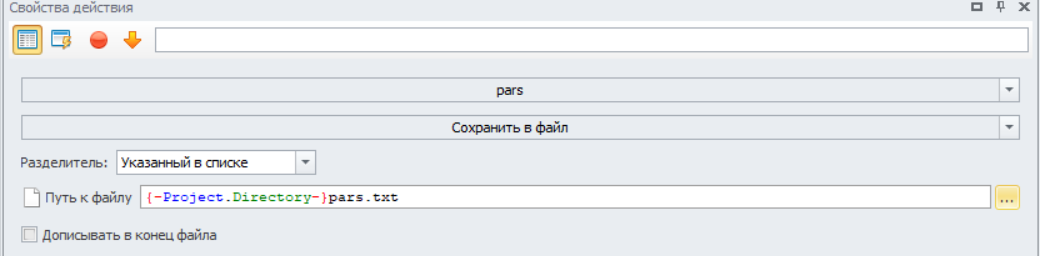 Свойства действия
pars
Сохранить в файл
Разделитель: Указанный в списке
Путь к файлу {-Project.Directory-}pars.txt ...
Дописывать в конец файла